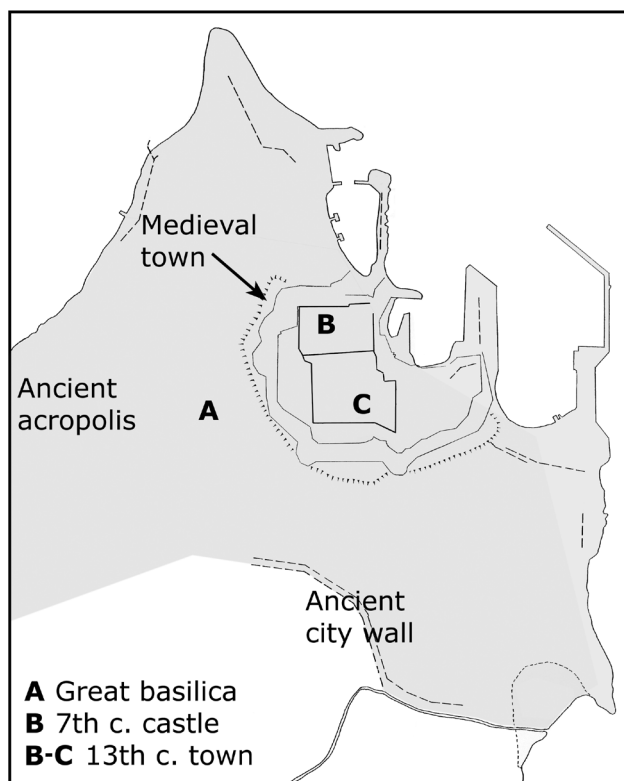 Medieval
town
B
Ancient
acropolis
A
C
Ancient
city wall
A Great basilica
B 7th c. castle
B-C 13th c. town